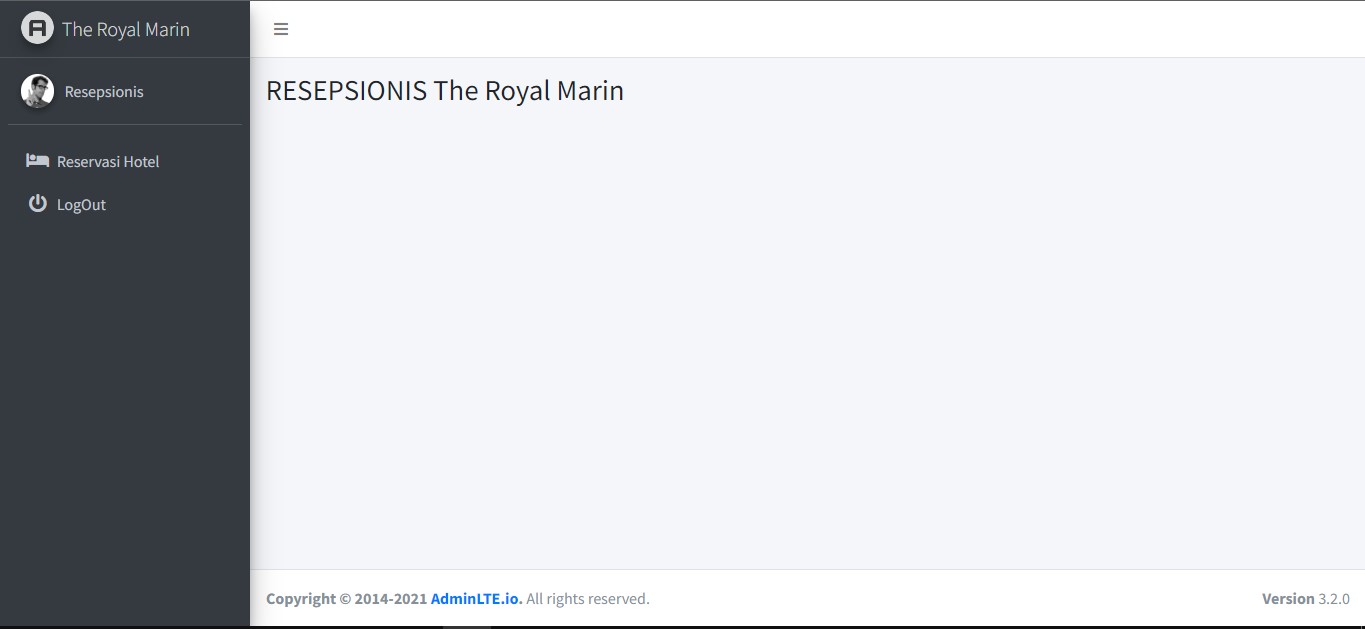 The Royal Marin
Resepsionis
Reservasi Hotel
LogOut
RESEPSIONIS The Royal Marin
Copyright © 2014-2021 AdminLTE.io. All rights reserved.
Version 3.2.0